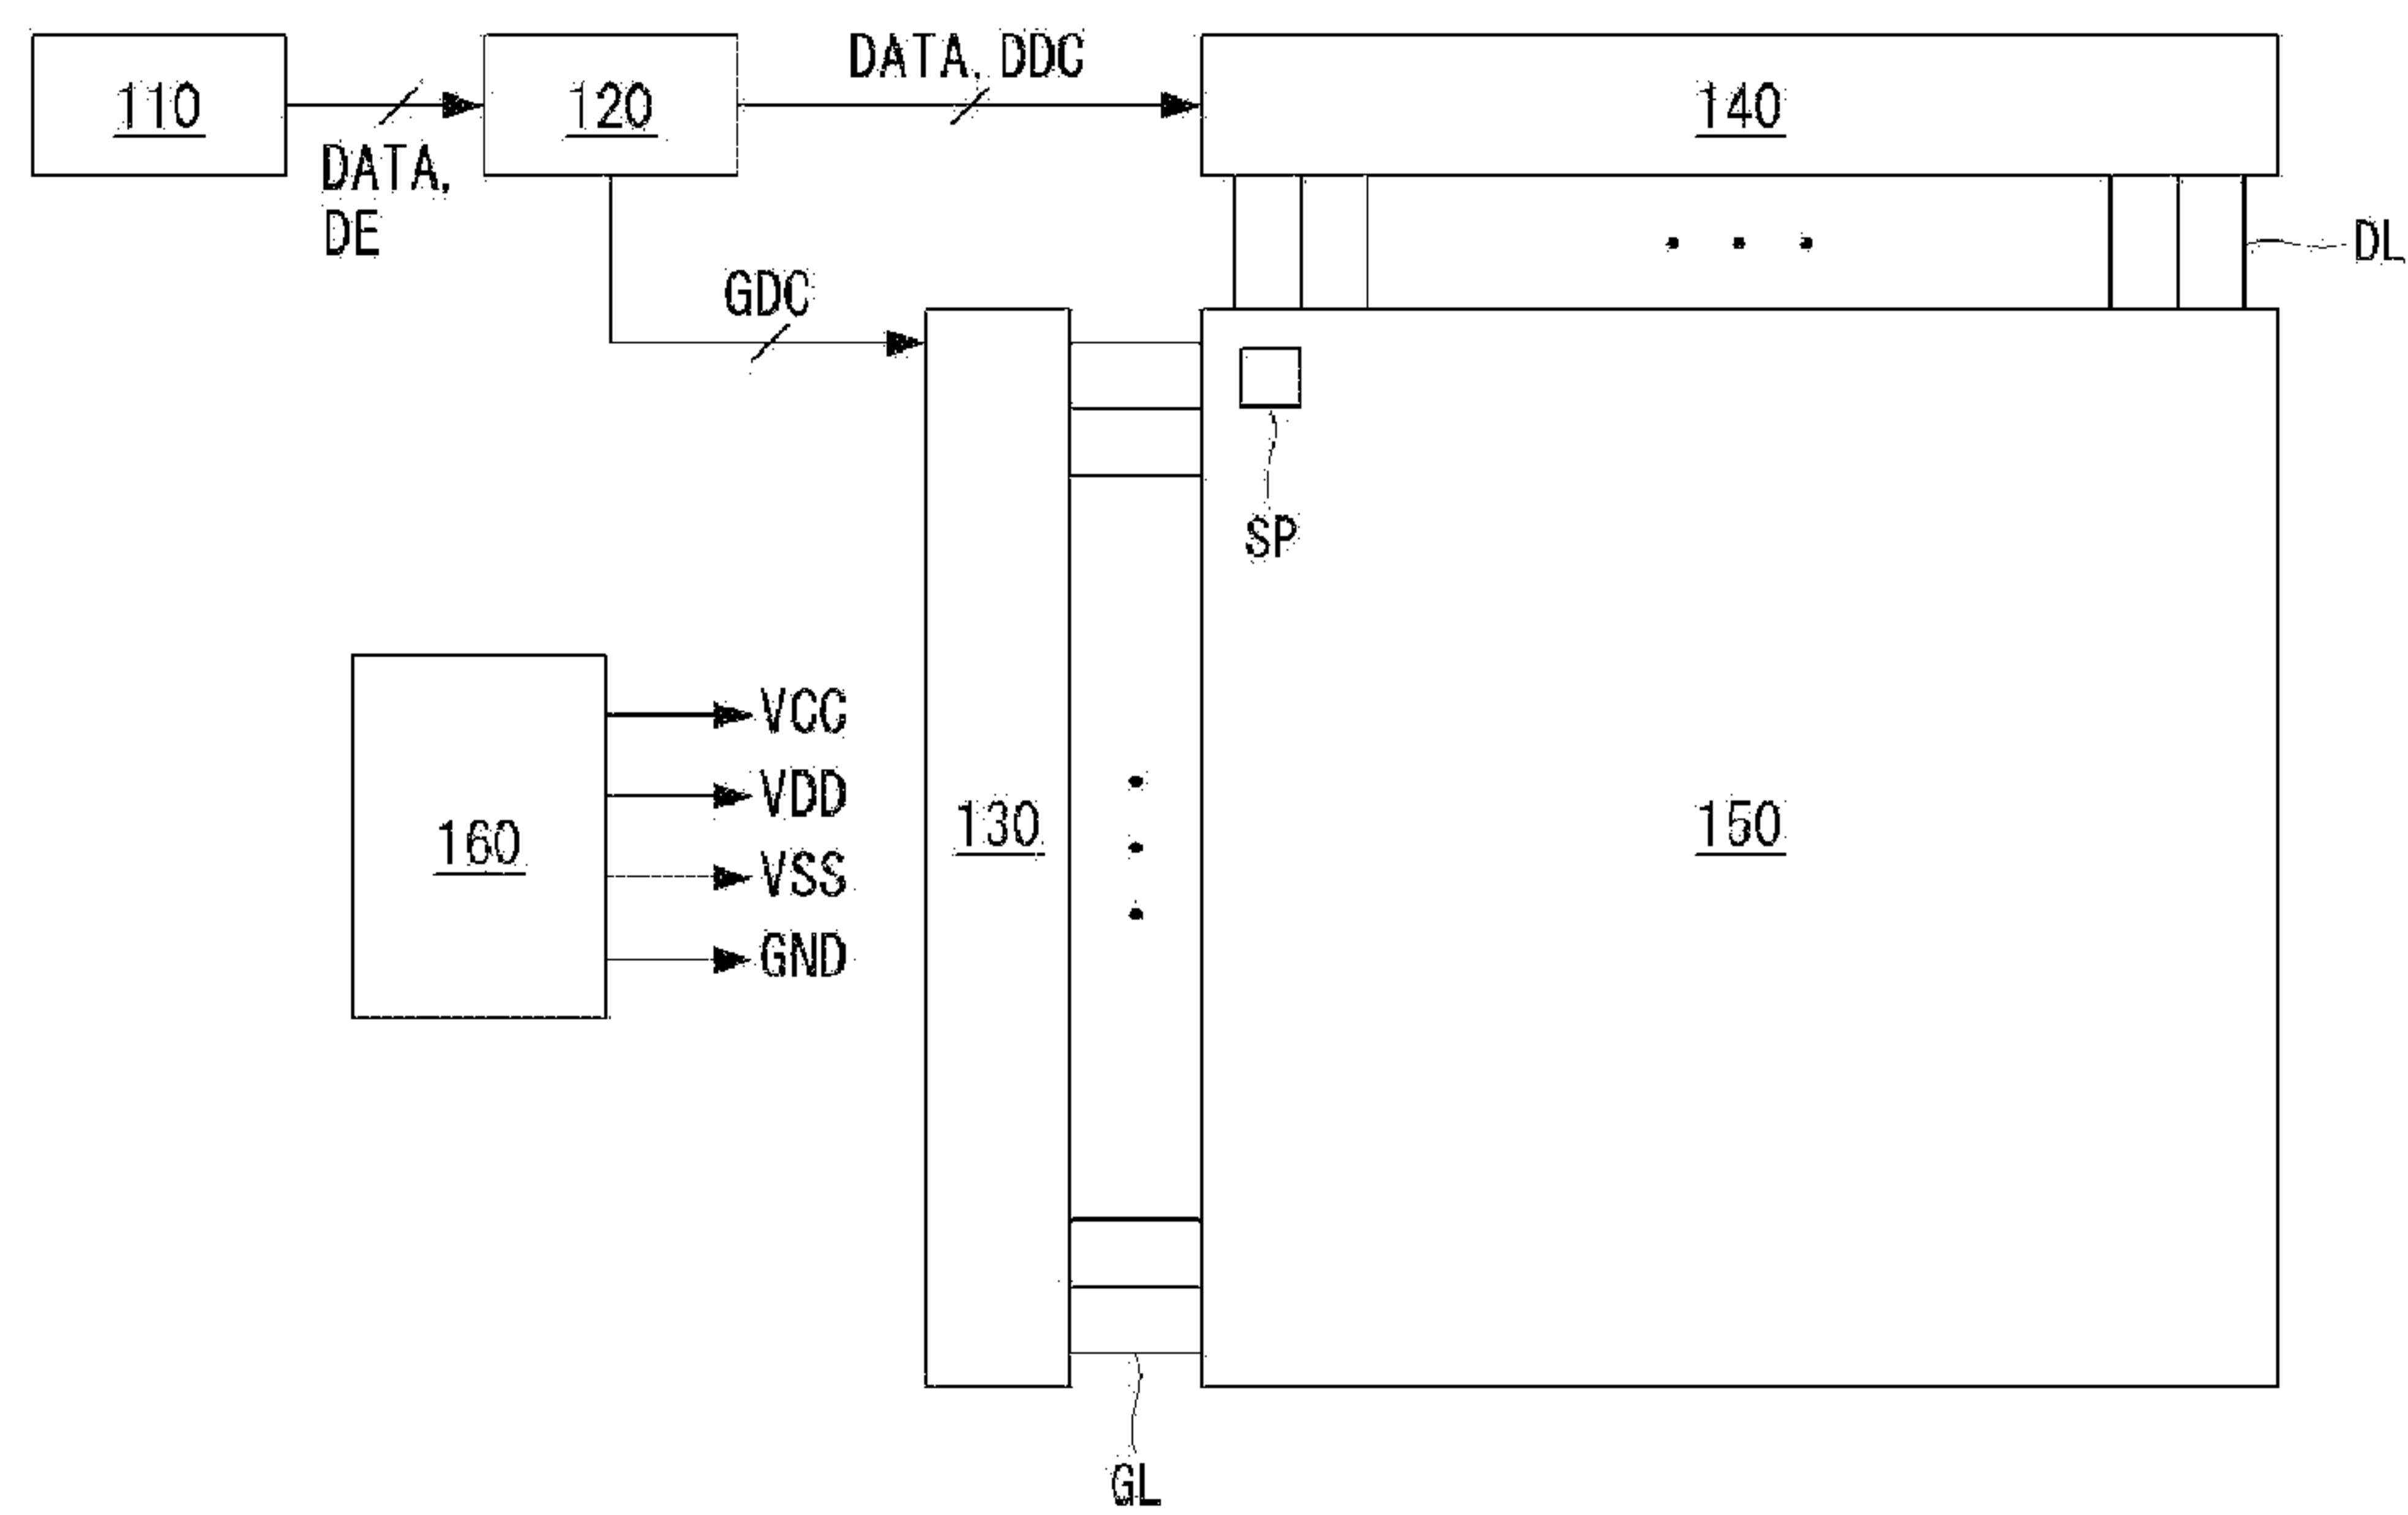 110
120
DATA, DDC
140
DATA,
DE
DL
GDC
SP
VCC
VDD
130
150
160
VSS
GND
GL